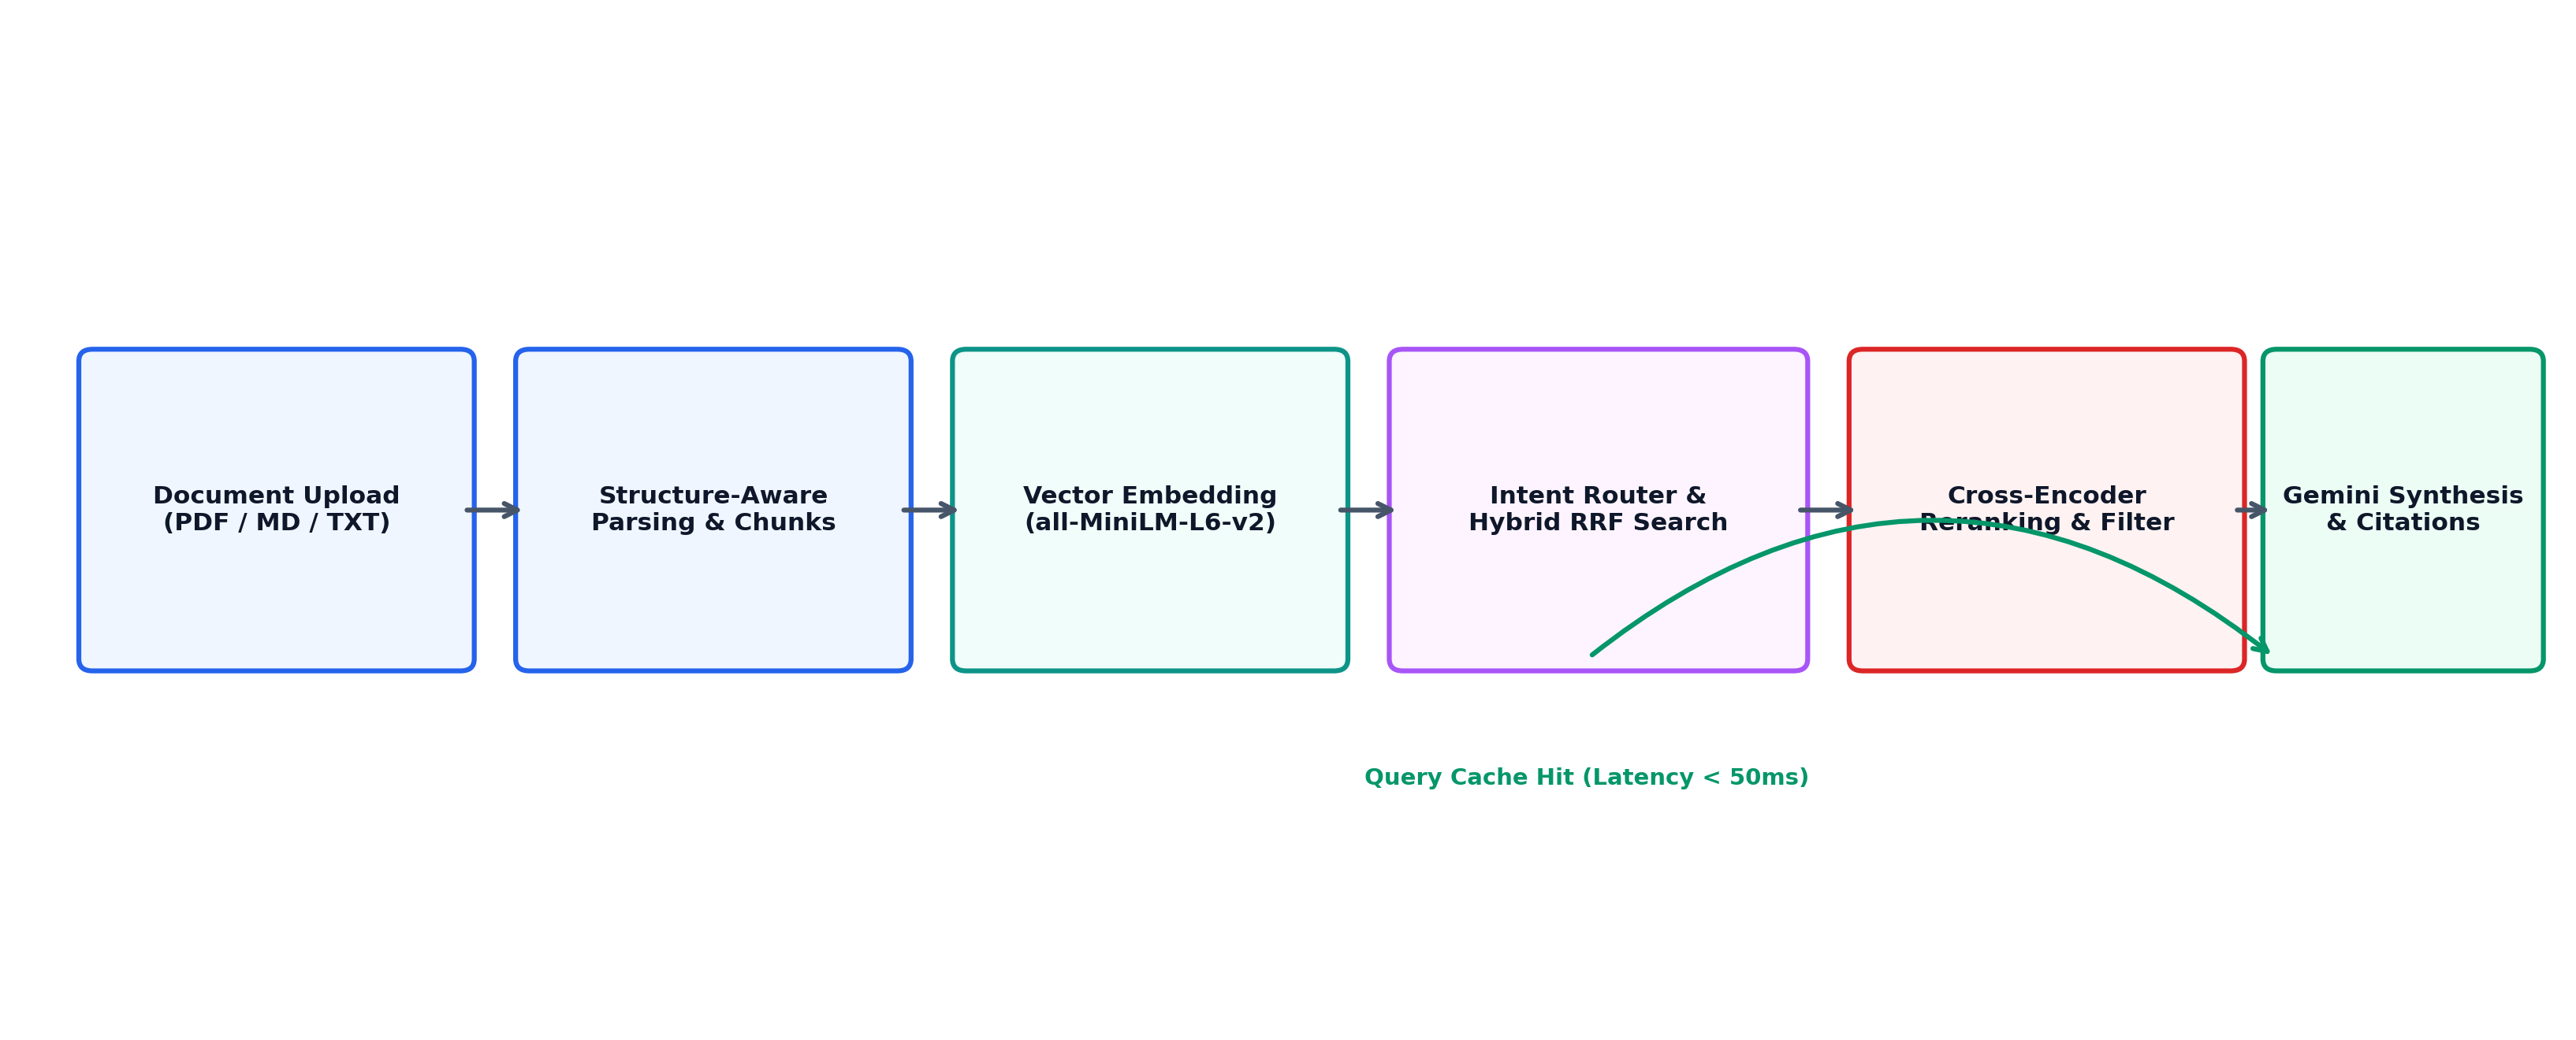 Document Upload
(PDF / MD / TXT)
Structure-Aware
Parsing & Chunks
Vector Embedding
(all-MiniLM-L6-v2)
Intent Router &
Hybrid RRF Search
Cross-Encoder
Reranking & Filter
Gemini Synthesis
& Citations
Query Cache Hit (Latency < 50ms)